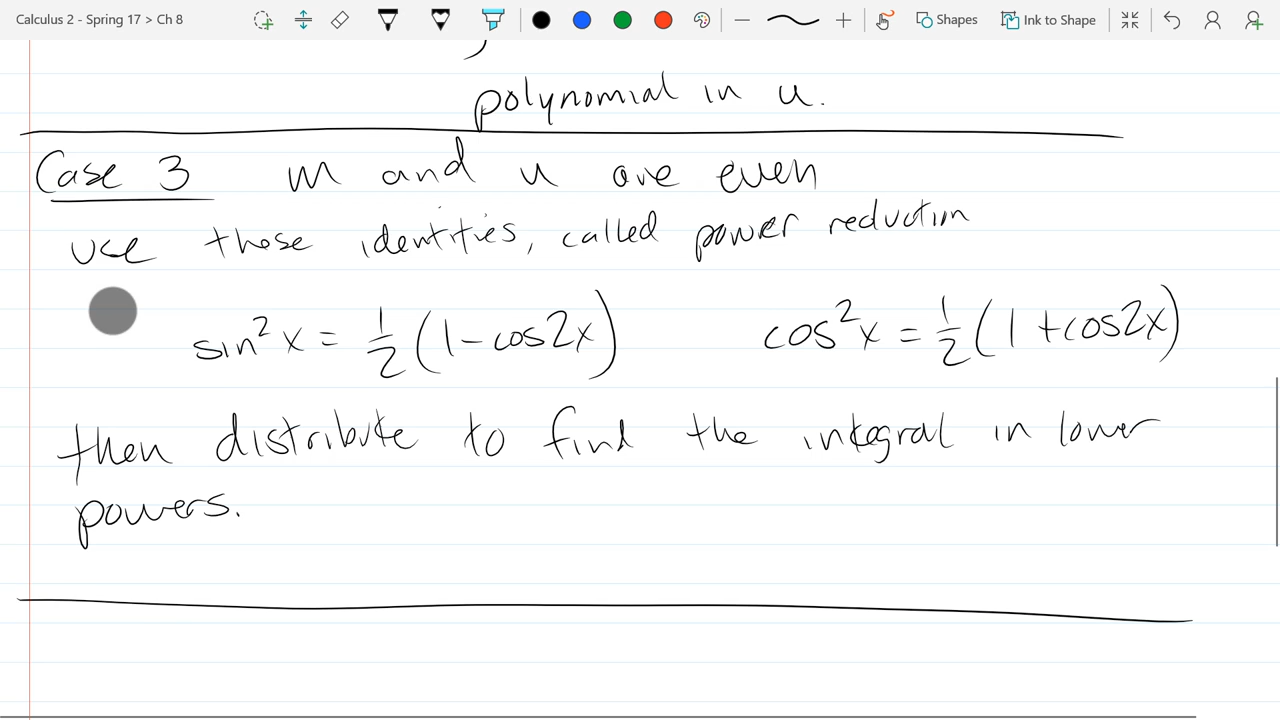 Calculus 2 - Spring 17 > Ch 8
Shapes
Ink to Shape
polynomial in u.
Case 3 m and n are even
use these identities, called power reduction
sin²x = 1/2 (1 - cos2x) cos²x = 1/2 (1 + cos2x)
then distribute to find the integral in lower
powers.